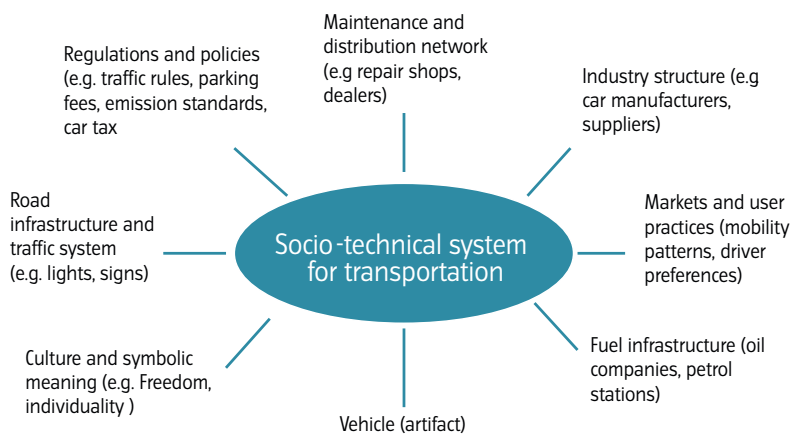 Maintenance and
distribution network
(e.g repair shops,
dealers)
Regulations and policies
(e.g. traffic rules, parking
fees, emission standards,
car tax
Industry structure (e.g
car manufacturers,
suppliers)
Road
infrastructure and
traffic system
(e.g. lights, signs)
Socio-technical system
for transportation
Markets and user
practices (mobility
patterns, driver
preferences)
Culture and symbolic
meaning (e.g. Freedom,
individuality )
Fuel infrastructure (oil
companies, petrol
stations)
Vehicle (artifact)